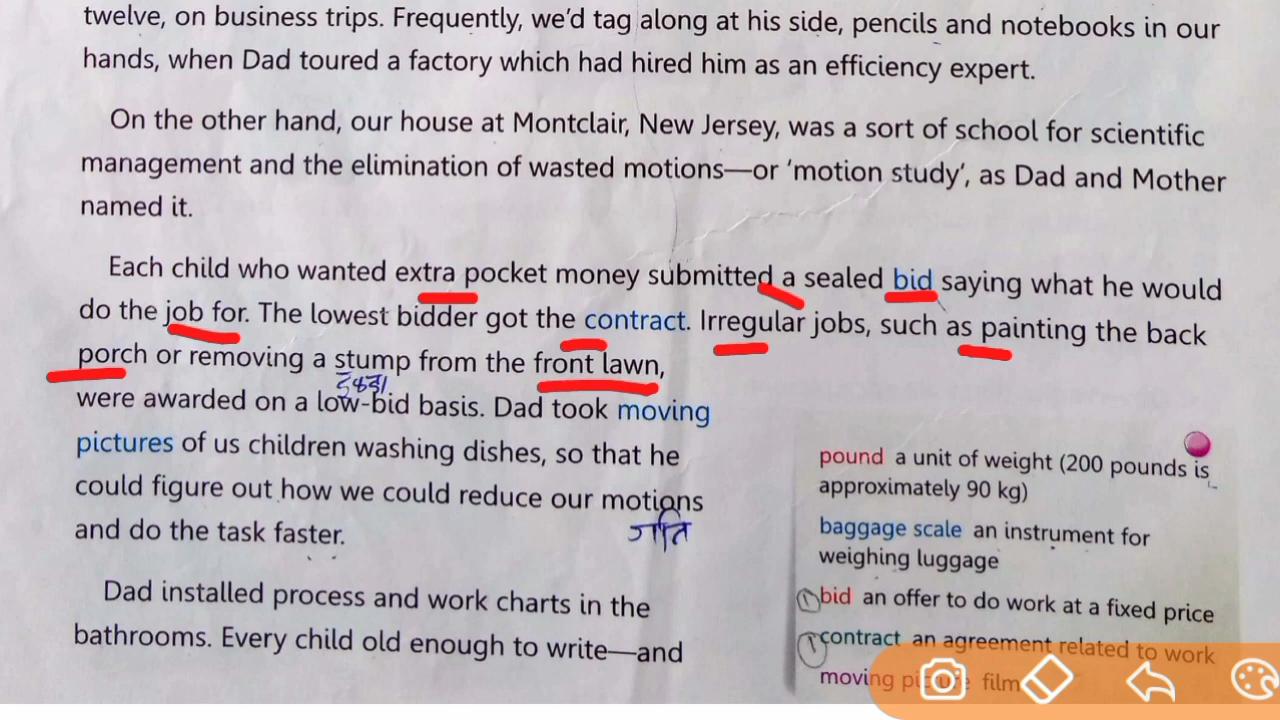 twelve, on business trips. Frequently, we'd tag along at his side, pencils and notebooks in our
hands, when Dad toured a factory which had hired him as an efficiency expert.
On the other hand, our house at Montclair, New Jersey, was a sort of school for scientific
management and the elimination of wasted motions—or 'motion study', as Dad and Mother
named it.
Each child who wanted extra pocket money submitted a sealed bid saying what he would
do the job for. The lowest bidder got the contract. Irregular jobs, such as painting the back
porch or removing a stump from the front lawn,
were awarded on a low-bid basis. Dad took moving
pictures of us children washing dishes, so that he
could figure out how we could reduce our motions
and do the task faster.
गति
Dad installed process and work charts in the
bathrooms. Every child old enough to write—and
pound a unit of weight (200 pounds is
approximately 90 kg)
baggage scale an instrument for
weighing luggage
bid an offer to do work at a fixed price
contract an agreement related to work
moving picture film